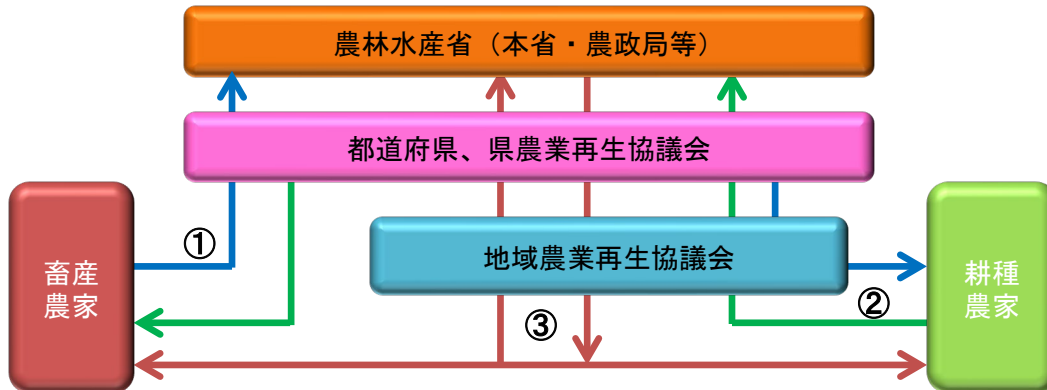 農林水産省（本省・農政局等）
都道府県、県農業再生協議会
①
地域農業再生協議会
畜産
農家
耕種
農家
②
③